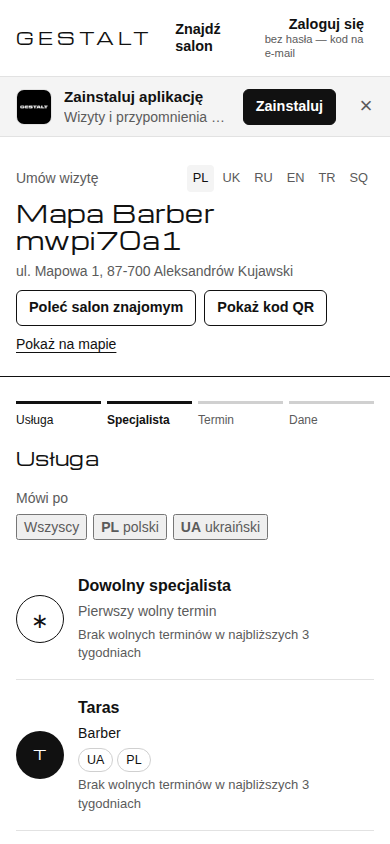 GESTALT
Znajdź
salon
Zaloguj się
bez hasła — kod na
e-mail
GESTALT
Zainstaluj aplikację
Wizyty i przypomnienia …
Zainstaluj
×
Umów wizytę
PL UK RU EN TR SQ
Mapa Barber
mwpi70a1
ul. Mapowa 1, 87-700 Aleksandrów Kujawski
Poleć salon znajomym
Pokaż kod QR
Pokaż na mapie
Usługa
Specjalista
Termin
Dane
Usługa
Mówi po
Wszyscy
PL polski
UA ukraiński
Dowolny specjalista
Pierwszy wolny termin
Brak wolnych terminów w najbliższych 3
tygodniach
T
Taras
Barber
UA PL
Brak wolnych terminów w najbliższych 3
tygodniach